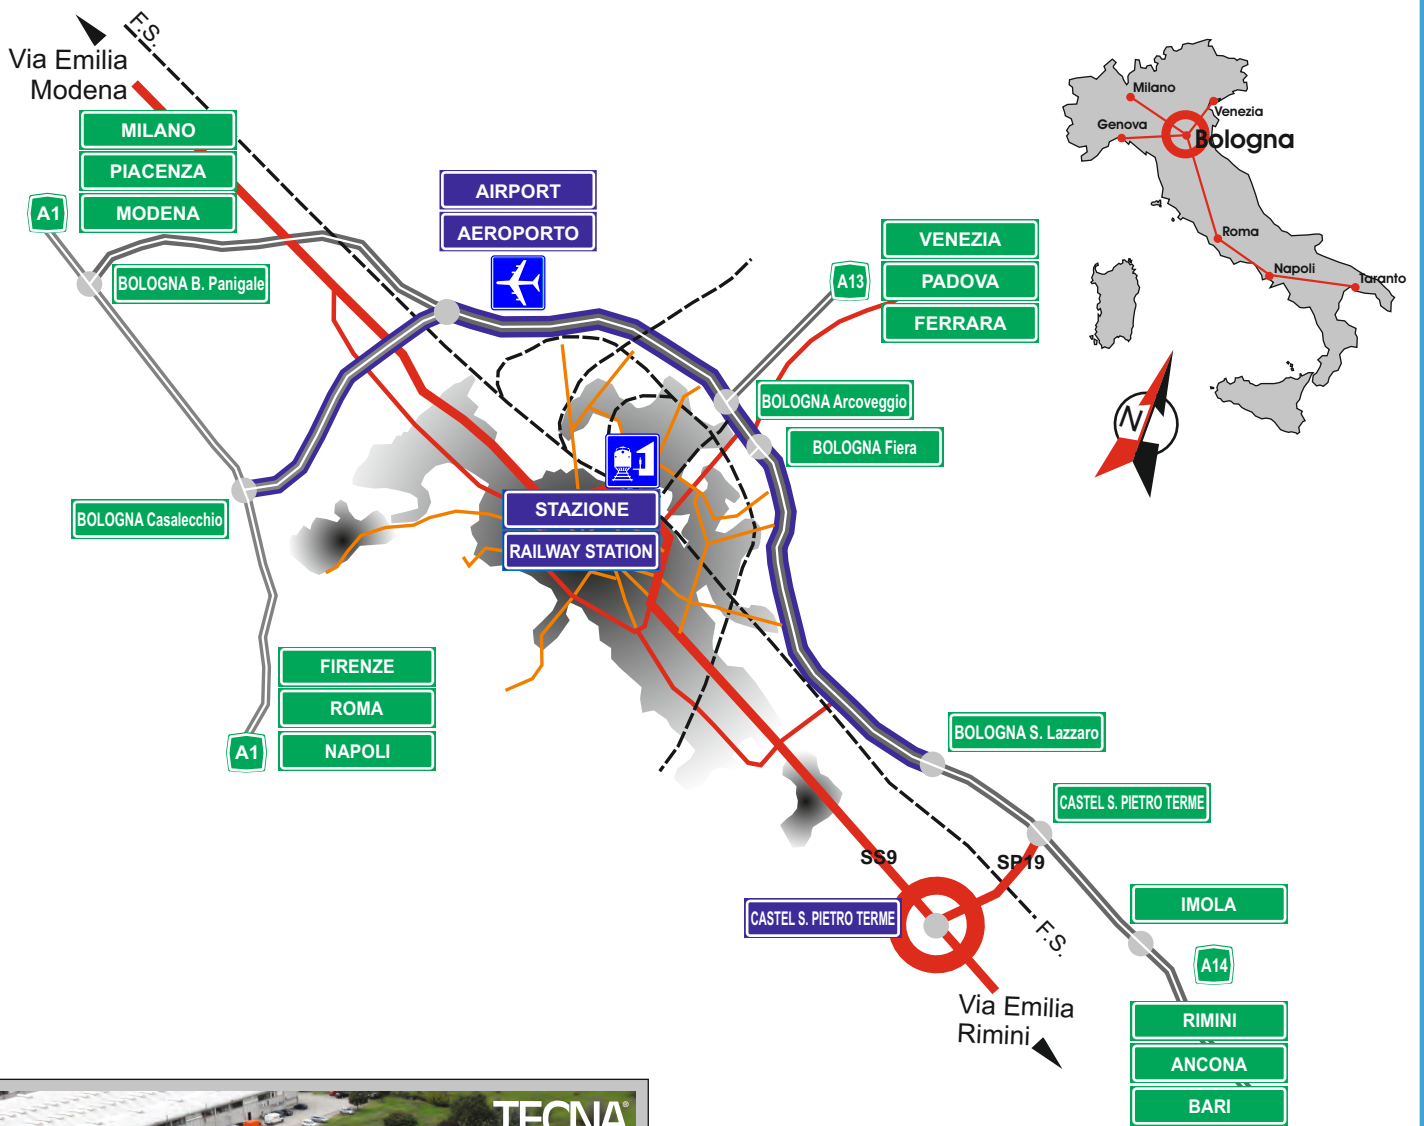 F.S.
Via Emilia
Modena
MILANO
PIACENZA
MODENA
A1
BOLOGNA B. Panigale
AIRPORT
AEROPORTO
A13
VENEZIA
PADOVA
FERRARA
Milano
Venezia
Genova
Bologna
Roma
Napoli
Taranto
N
BOLOGNA Arcoveggio
BOLOGNA Fiera
BOLOGNA Casalecchio
STAZIONE
RAILWAY STATION
FIRENZE
ROMA
NAPOLI
A1
BOLOGNA S. Lazzaro
CASTEL S. PIETRO TERME
SS9
SP19
CASTEL S. PIETRO TERME
F.S.
IMOLA
A14
Via Emilia
Rimini
RIMINI
ANCONA
BARI
TECNA®